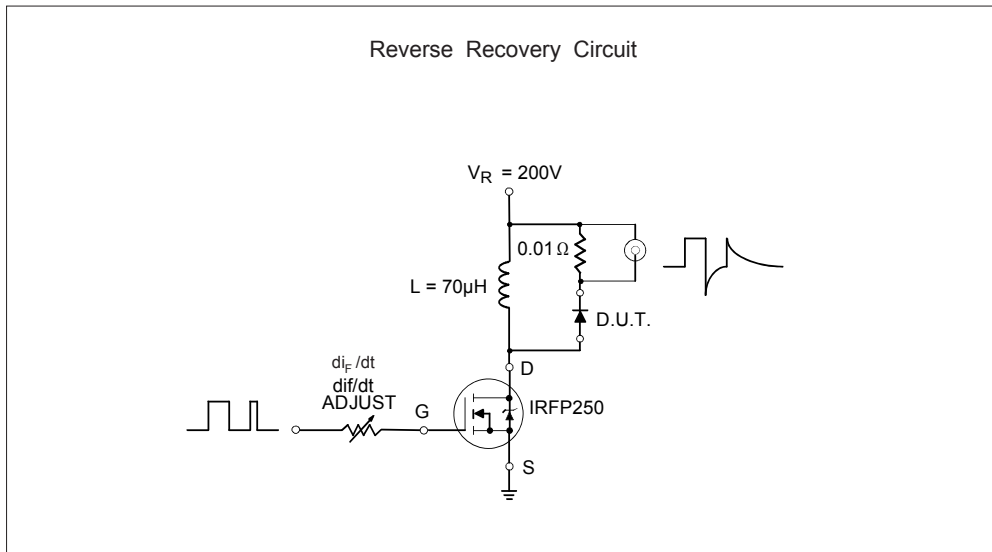 Reverse Recovery Circuit
V_R = 200V
0.01 Ω
L = 70μH
D.U.T.
D
di_F /dt
dif/dt
ADJUST
G
IRFP250
S